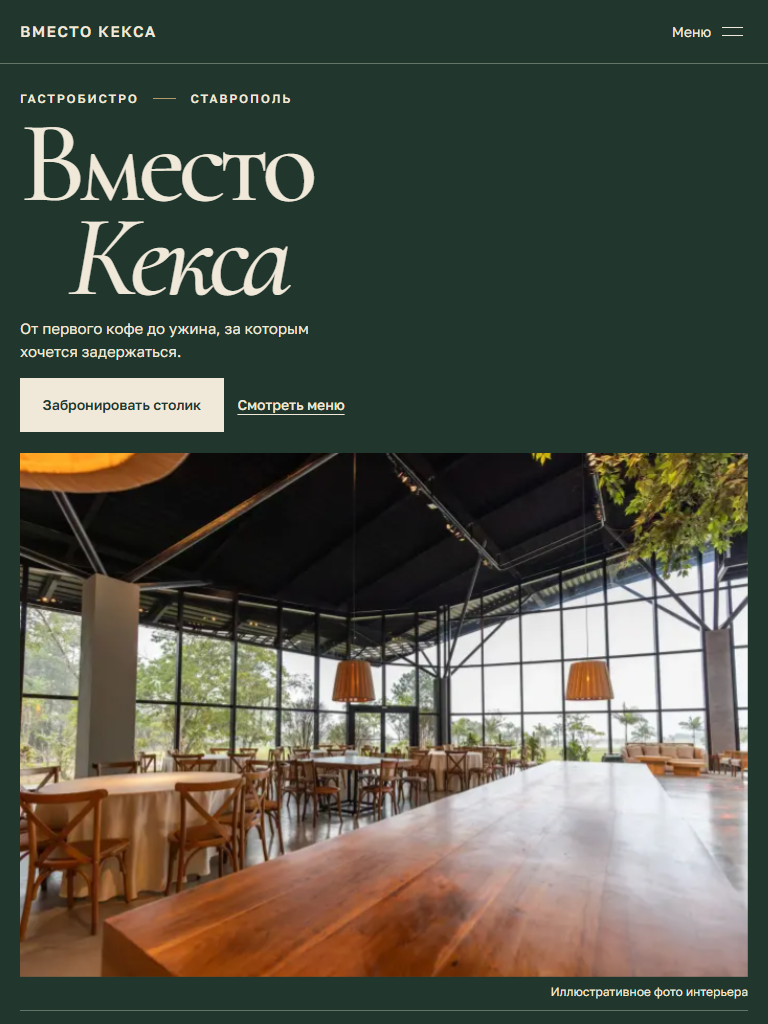 ВМЕСТО КЕКСА
Меню
ГАСТРОБИСТРО — СТАВРОПОЛЬ
Вместо
Кекса
От первого кофе до ужина, за которым
хочется задержаться.
Забронировать столик
Смотреть меню
Иллюстративное фото интерьера